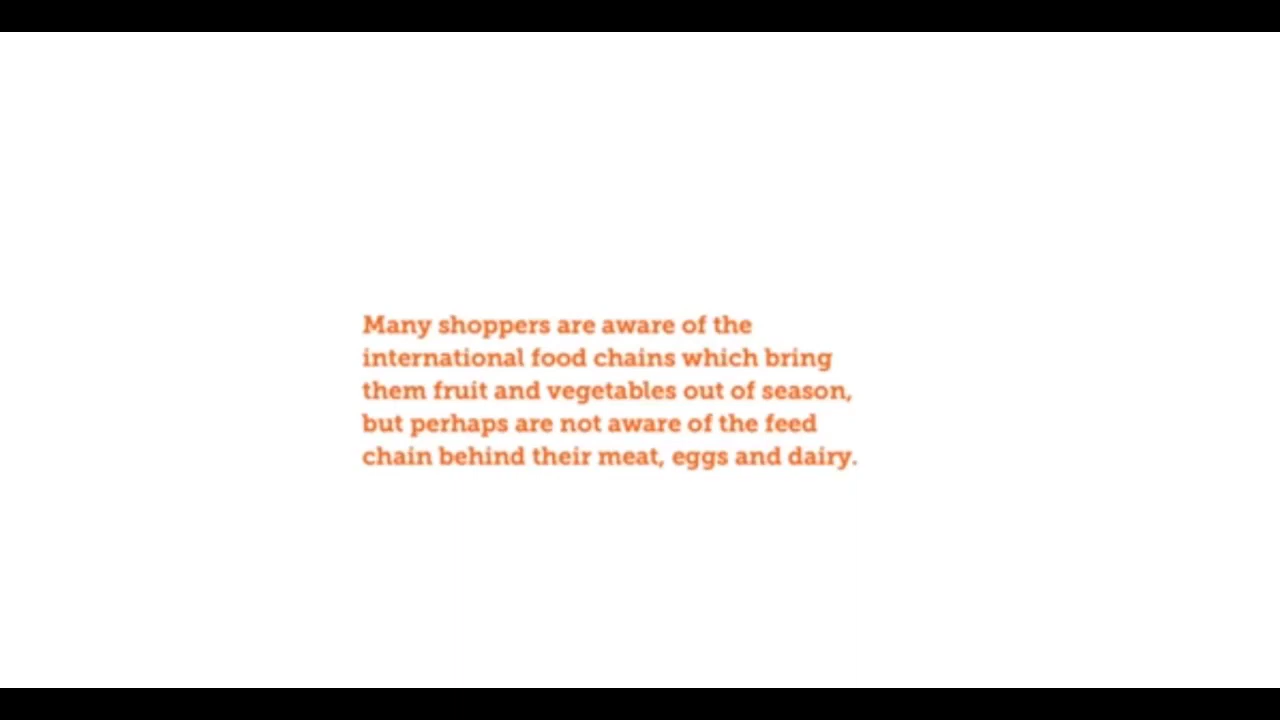 Many shoppers are aware of the
international food chains which bring
them fruit and vegetables out of season,
but perhaps are not aware of the feed
chain behind their meat, eggs and dairy.